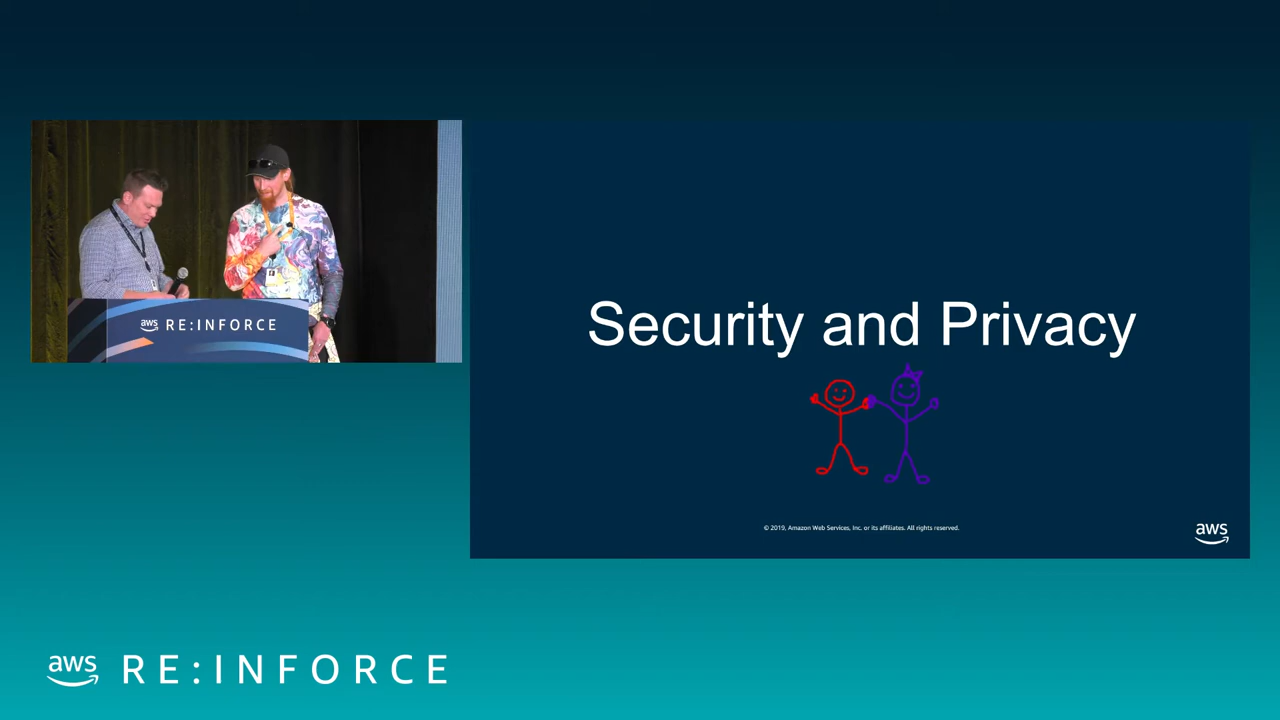 aws RE:INFORCE
Security and Privacy
© 2019, Amazon Web Services, Inc. or its affiliates. All rights reserved.
aws
aws RE:INFORCE